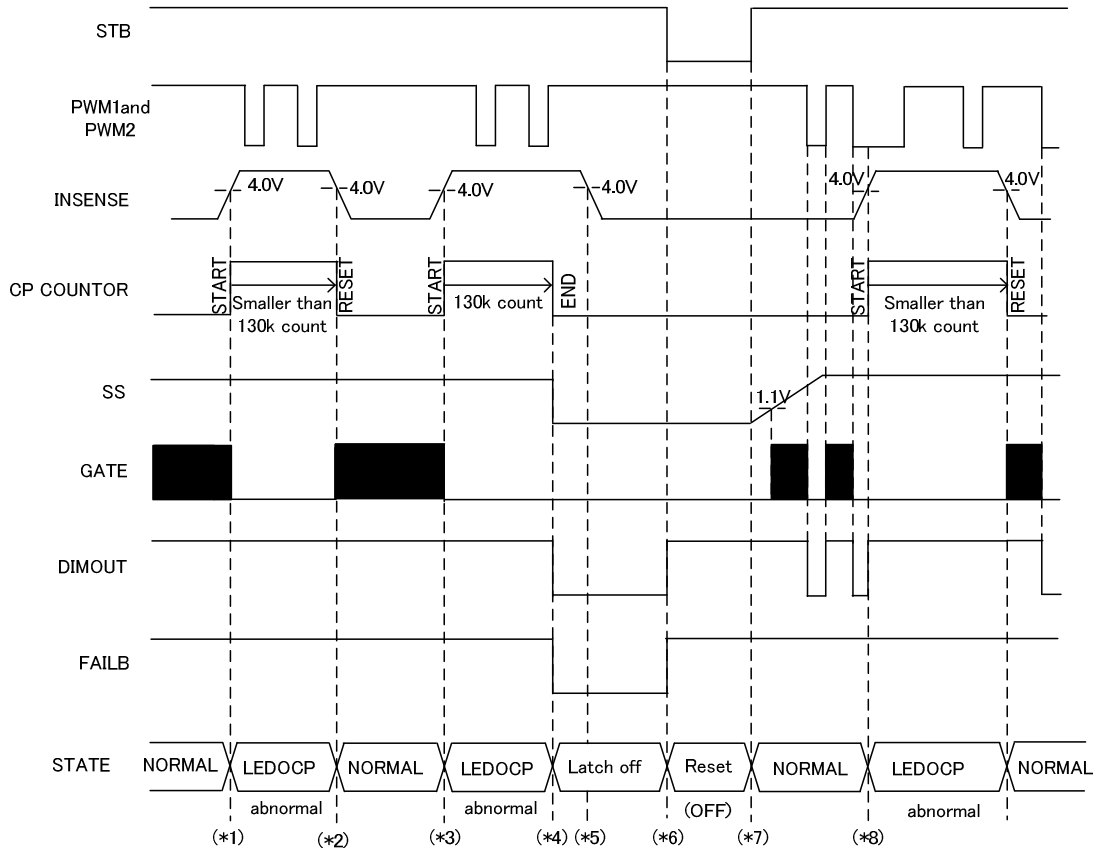 STB
PWM1and
PWM2
INSENSE
4.0V
4.0V
4.0V
4.0V
4.0V
4.0V
CP COUNTOR
START
Smaller than
130k count
RESET
START
130k count
END
START
Smaller than
130k count
RESET
SS
1.1V
GATE
DIMOUT
FAILB
STATE
NORMAL
LEDOCP
NORMAL
LEDOCP
Latch off
Reset
NORMAL
LEDOCP
NORMAL
abnormal
abnormal
(OFF)
abnormal
(*1)
(*2)
(*3)
(*4)
(*5)
(*6)
(*7)
(*8)